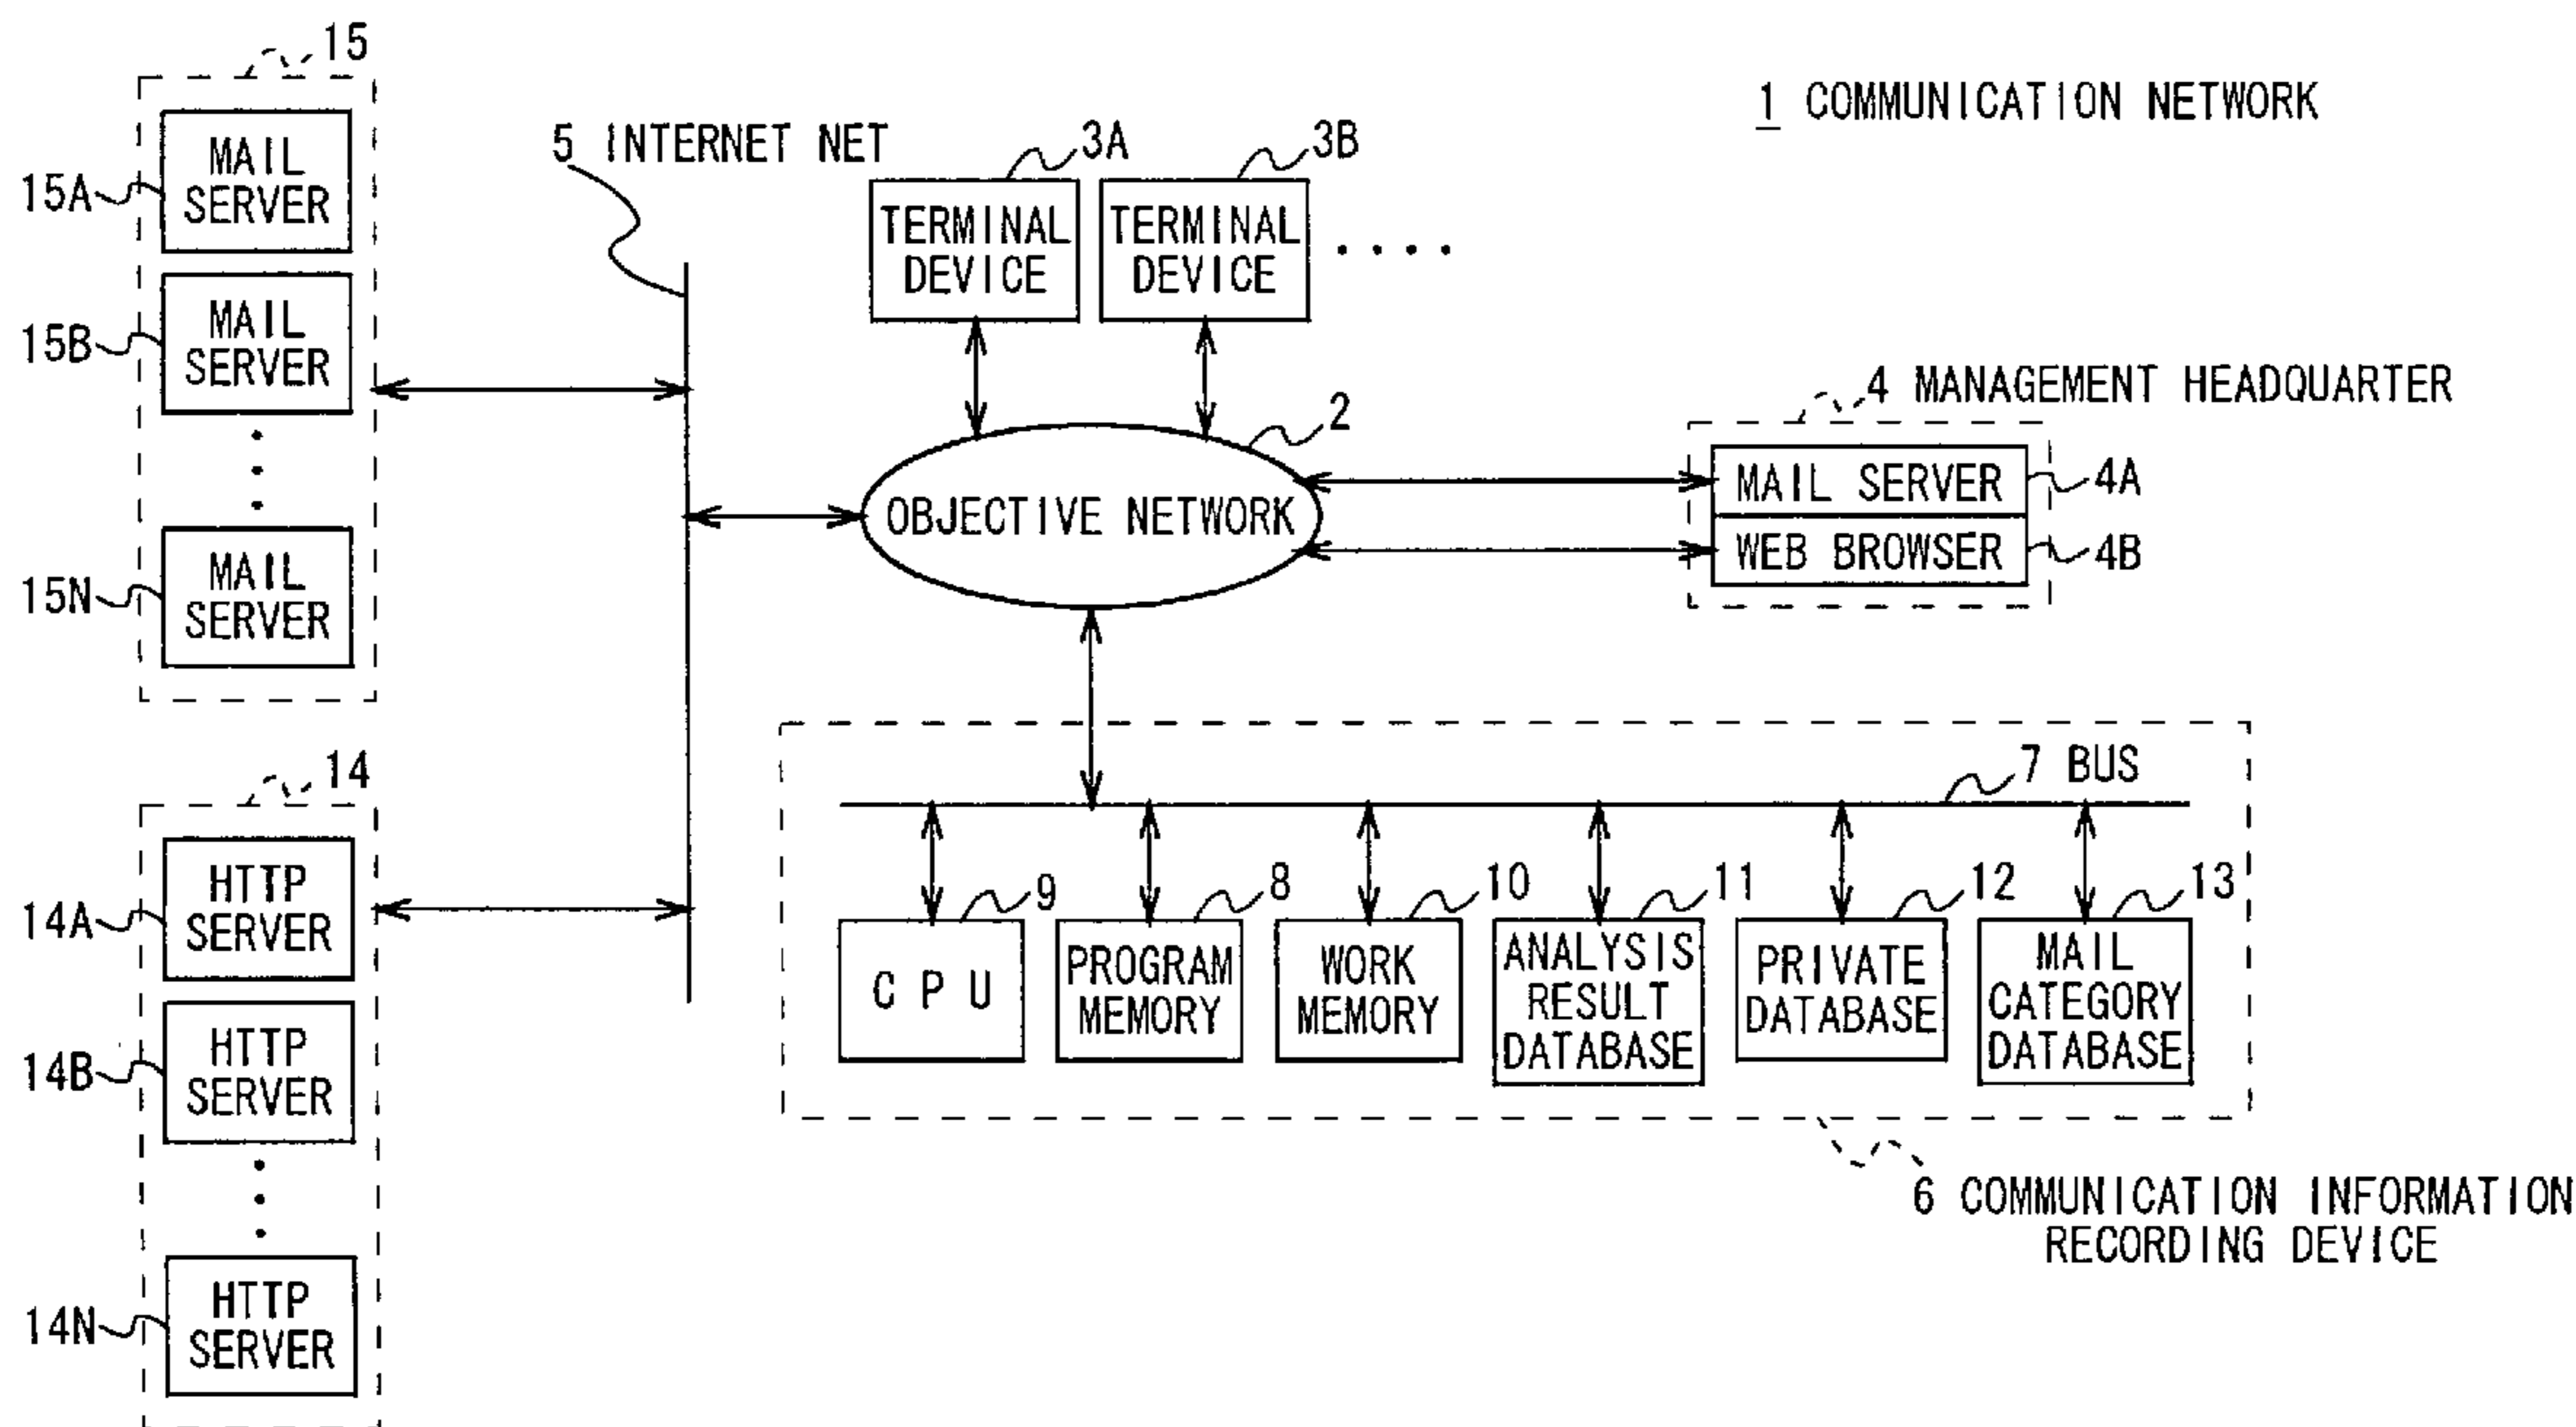 1 COMMUNICATION NETWORK
15
15A
MAIL
SERVER
15B
MAIL
SERVER
15N
MAIL
SERVER
5 INTERNET NET
3A
TERMINAL
DEVICE
3B
TERMINAL
DEVICE
2
OBJECTIVE NETWORK
4 MANAGEMENT HEADQUARTER
MAIL SERVER
4A
WEB BROWSER
4B
14
14A
HTTP
SERVER
14B
HTTP
SERVER
14N
HTTP
SERVER
7 BUS
9
CPU
8
PROGRAM
MEMORY
10
WORK
MEMORY
11
ANALYSIS
RESULT
DATABASE
12
PRIVATE
DATABASE
13
MAIL
CATEGORY
DATABASE
6 COMMUNICATION INFORMATION
RECORDING DEVICE